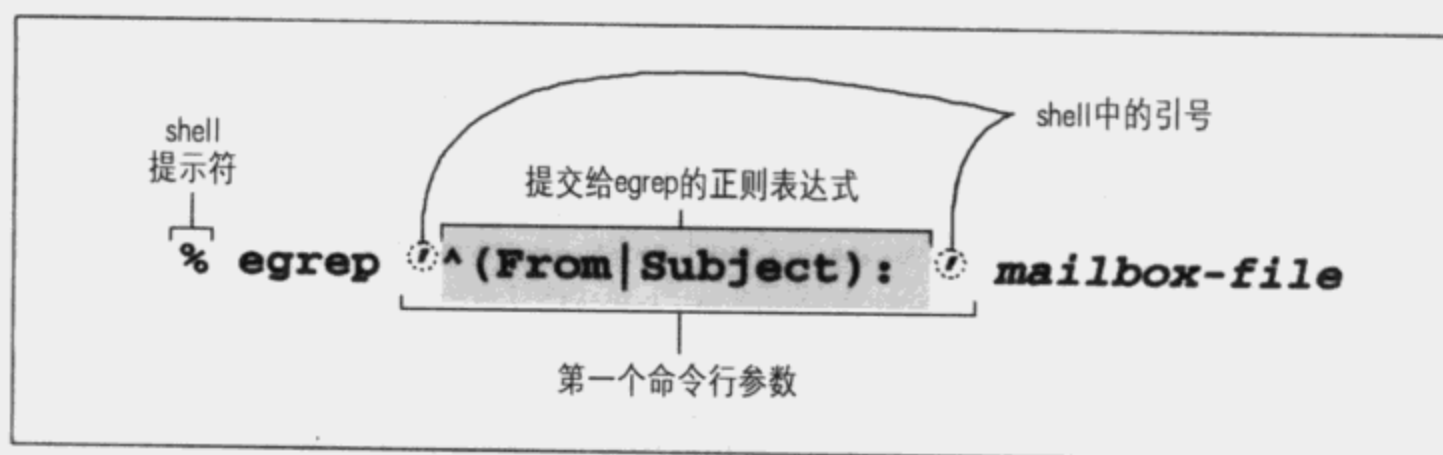 shell
提示符
shell中的引号
提交给egrep的正则表达式
% egrep '^(From|Subject): ' mailbox-file
第一个命令行参数